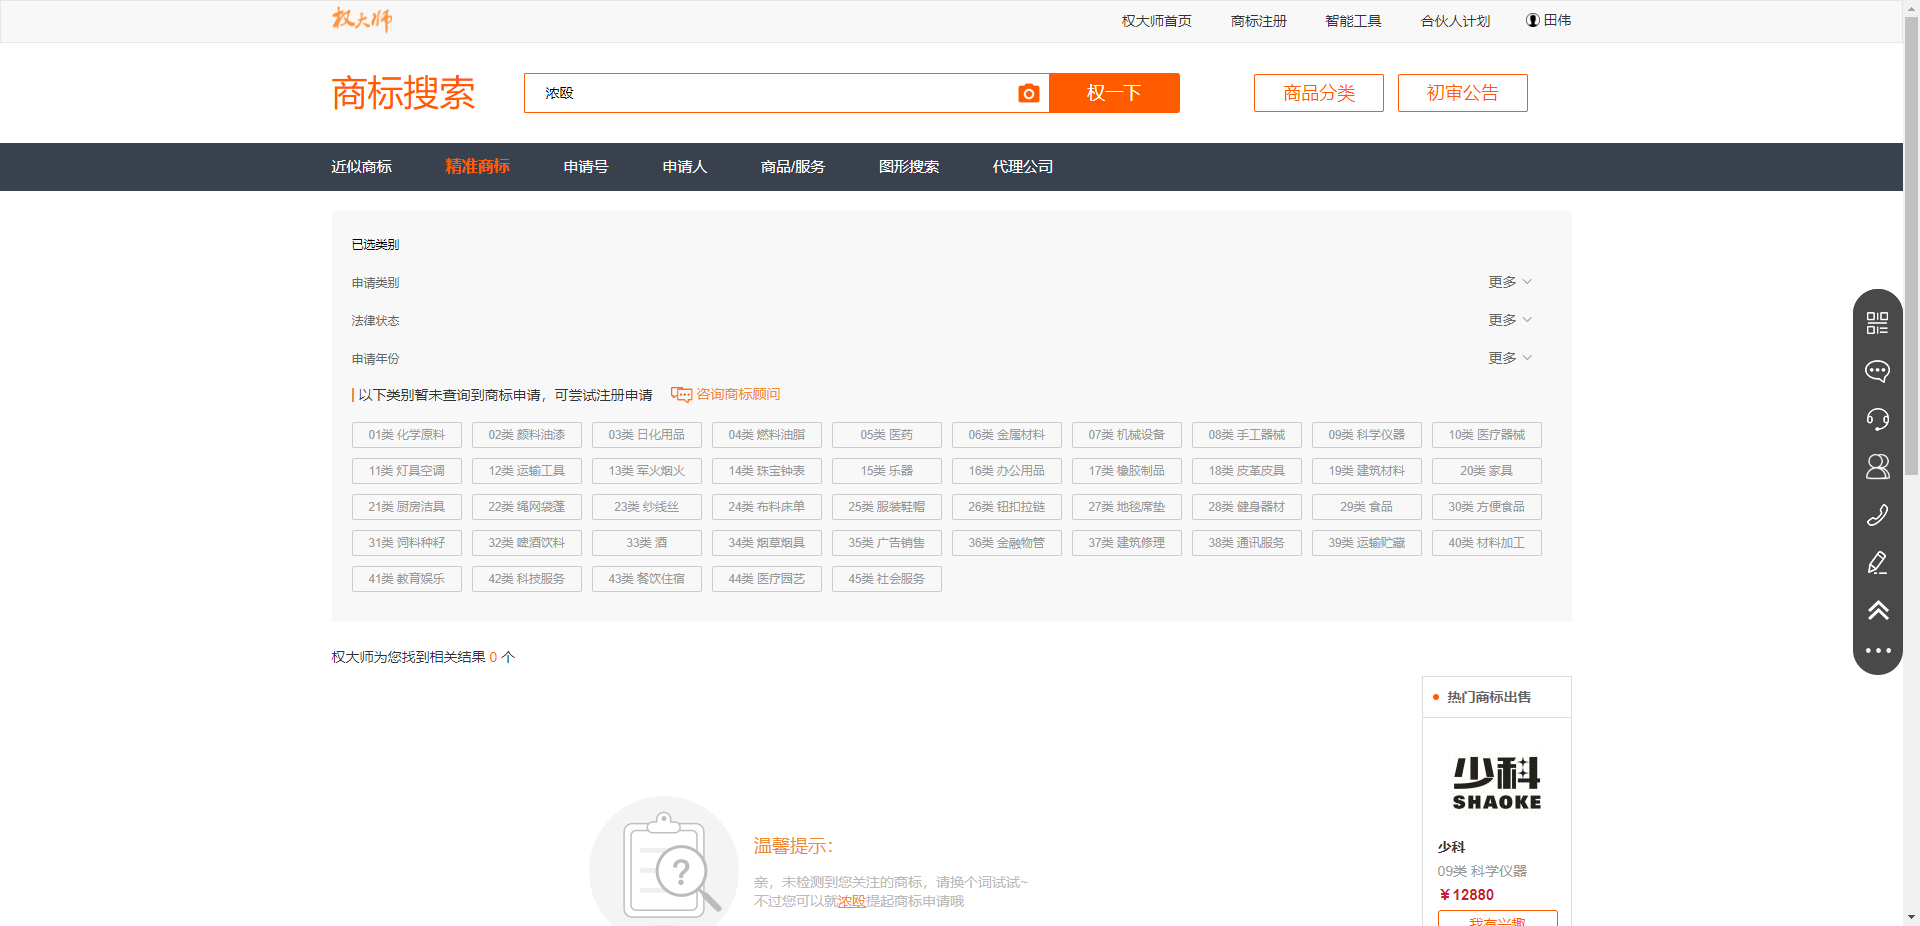 权大师
权大师首页 商标注册 智能工具 合伙人计划 田伟
商标搜索 浓殴 权一下 商品分类 初审公告
近似商标 精准商标 申请号 申请人 商品/服务 图形搜索 代理公司
已选类别
申请类别 更多
法律状态 更多
申请年份 更多
以下类别暂未查询到商标申请，可尝试注册申请 咨询商标顾问
01类 化学原料 02类 颜料油漆 03类 日化用品 04类 燃料油脂 05类 医药 06类 金属材料 07类 机械设备 08类 手工器械 09类 科学仪器 10类 医疗器械
11类 灯具空调 12类 运输工具 13类 军火烟火 14类 珠宝钟表 15类 乐器 16类 办公用品 17类 橡胶制品 18类 皮革皮具 19类 建筑材料 20类 家具
21类 厨房洁具 22类 绳网袋蓬 23类 纱线丝 24类 布料床单 25类 服装鞋帽 26类 钮扣拉链 27类 地毯席垫 28类 健身器材 29类 食品 30类 方便食品
31类 饲料种籽 32类 啤酒饮料 33类 酒 34类 烟草烟具 35类 广告销售 36类 金融物管 37类 建筑修理 38类 通讯服务 39类 运输贮藏 40类 材料加工
41类 教育娱乐 42类 科技服务 43类 餐饮住宿 44类 医疗园艺 45类 社会服务
权大师为您找到相关结果 0 个
热门商标出售
少科
SHAOKE
少科
09类 科学仪器
￥12880
我有兴趣
温馨提示：
亲，未检测到您关注的商标，请换个词试试~
不过您可以就浓殴提起商标申请哦